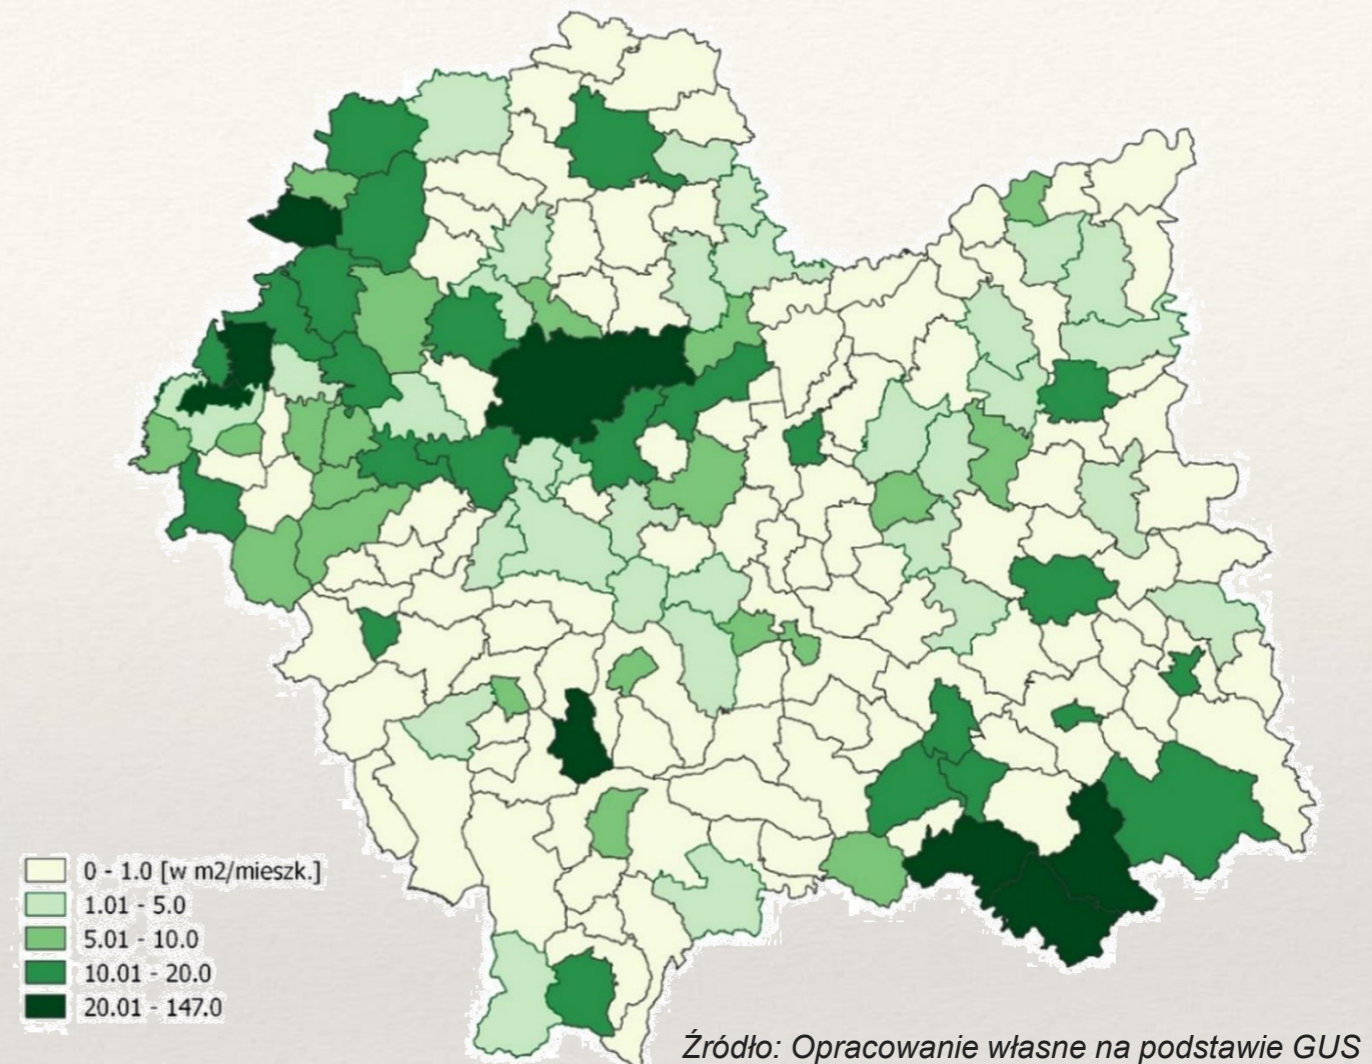 0 - 1.0 [w m2/mieszk.]
1.01 - 5.0
5.01 - 10.0
10.01 - 20.0
20.01 - 147.0
Źródło: Opracowanie własne na podstawie GUS